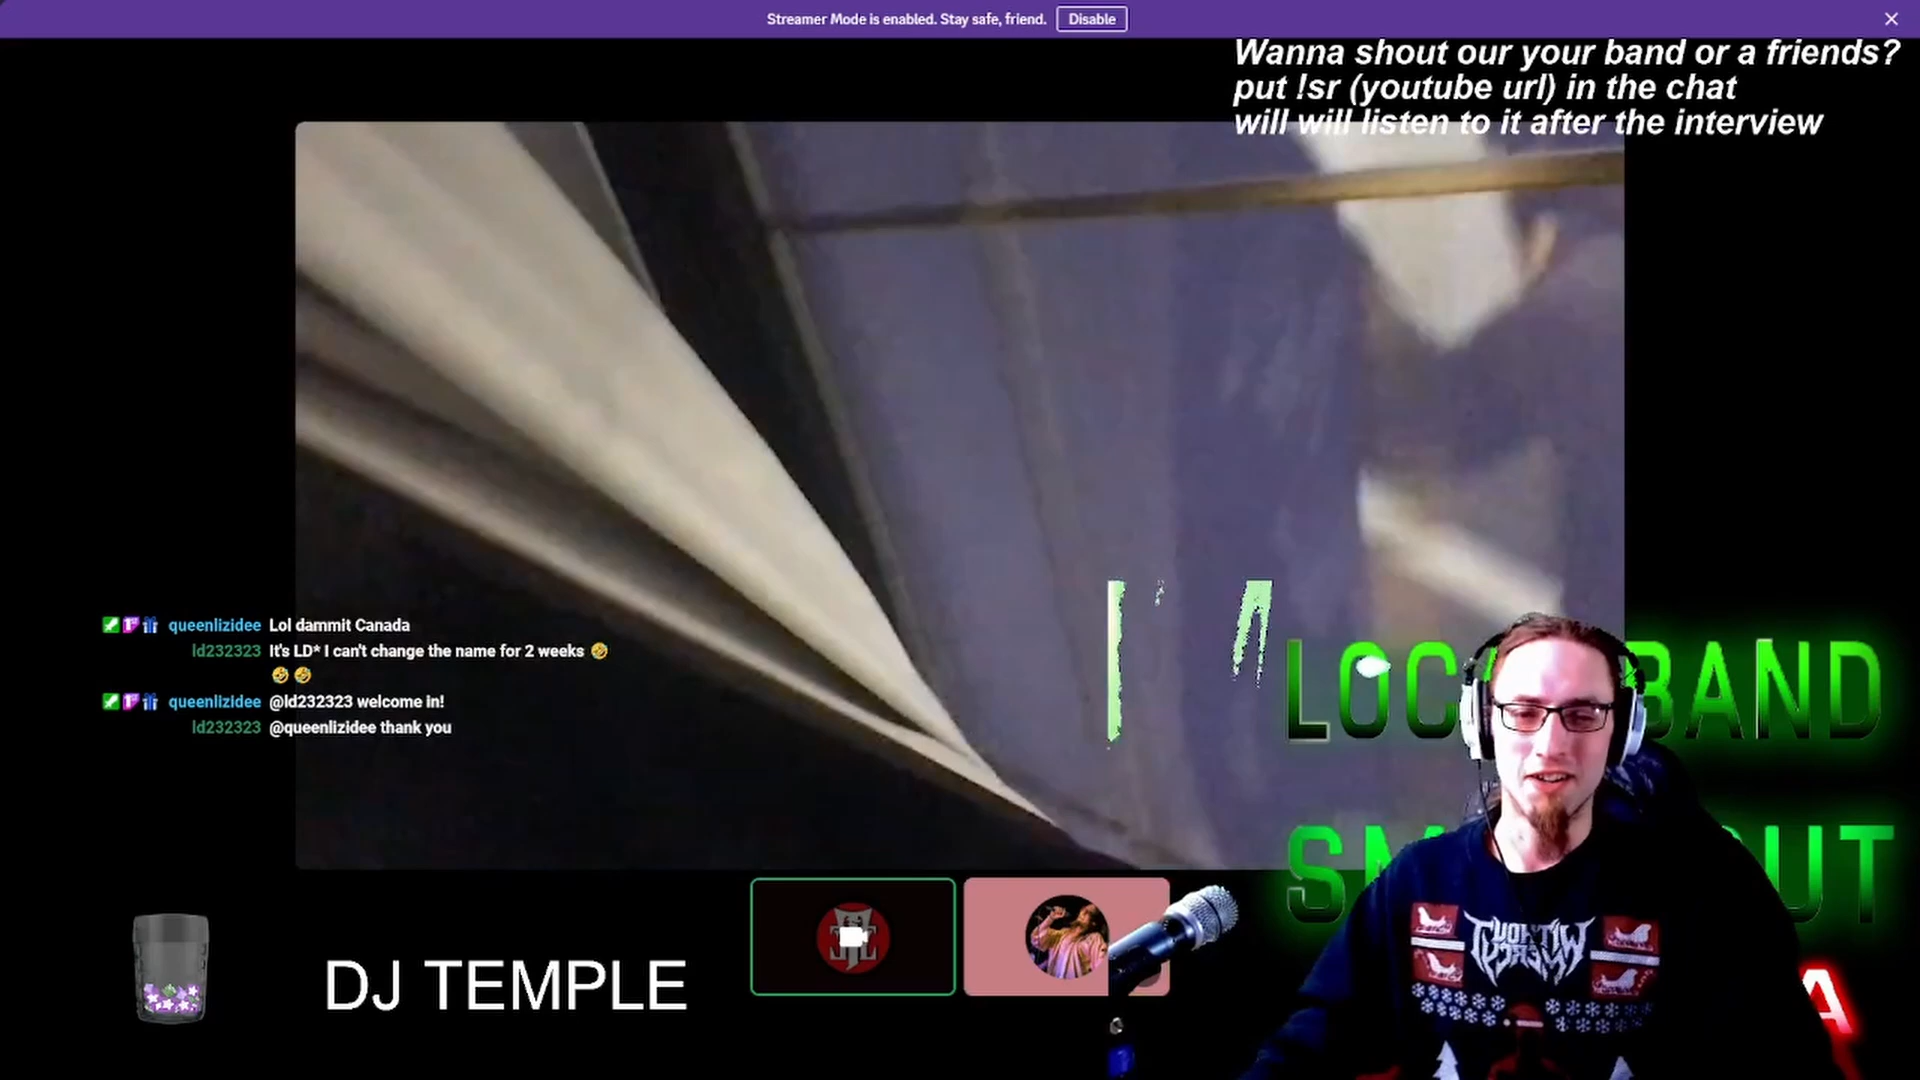 Streamer Mode is enabled. Stay safe, friend. Disable
Wanna shout our your band or a friends?
put !sr (youtube url) in the chat
will will listen to it after the interview
queenlizidee Lol dammit Canada
ld232323 It's LD* I can't change the name for 2 weeks 🤣
🤣 🤣
queenlizidee @ld232323 welcome in!
ld232323 @queenlizidee thank you
BAND
DJ TEMPLE